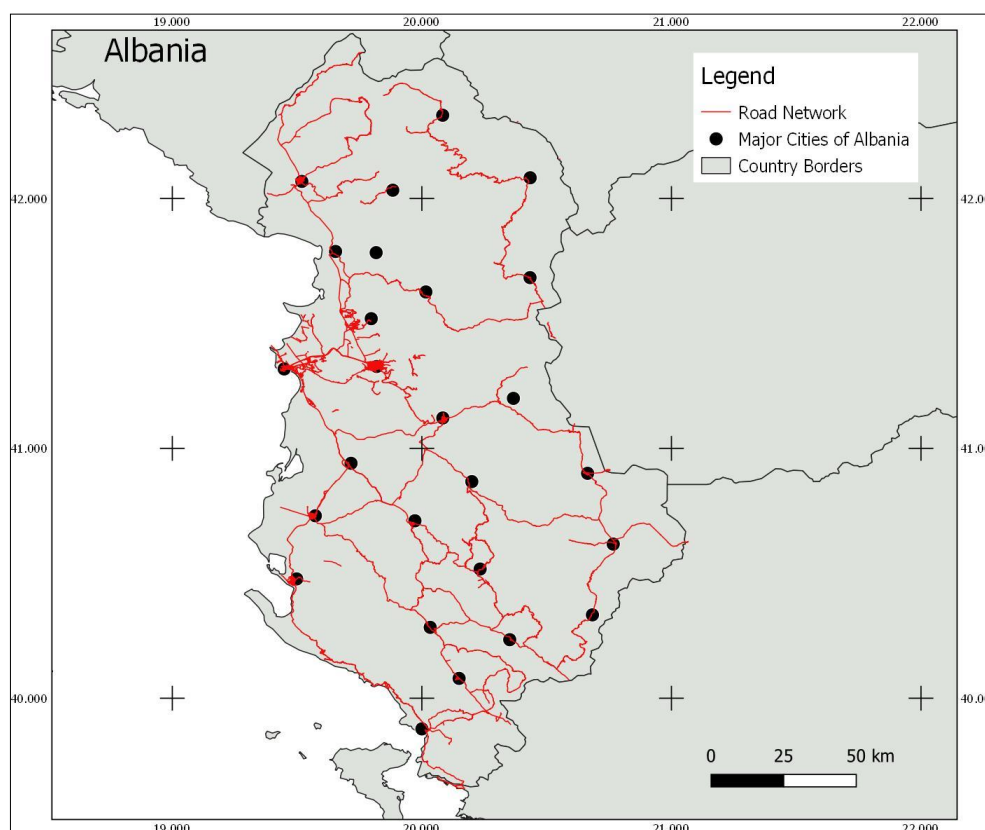 19.000 20.000 21.000 22.000
Albania
Legend
Road Network
Major Cities of Albania
Country Borders
42.000 42.000
41.000 41.000
40.000 40.000
0 25 50 km
19.000 20.000 21.000 22.000